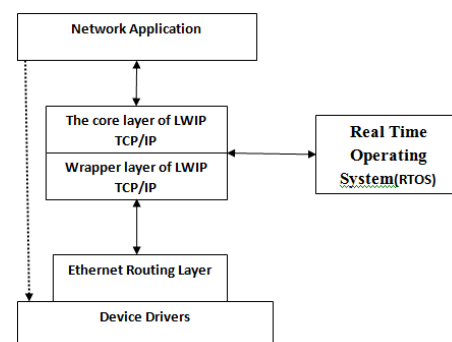 Network Application
The core layer of LWIP
TCP/IP
Wrapper layer of LWIP
TCP/IP
Real Time
Operating
System(RTOS)
Ethernet Routing Layer
Device Drivers